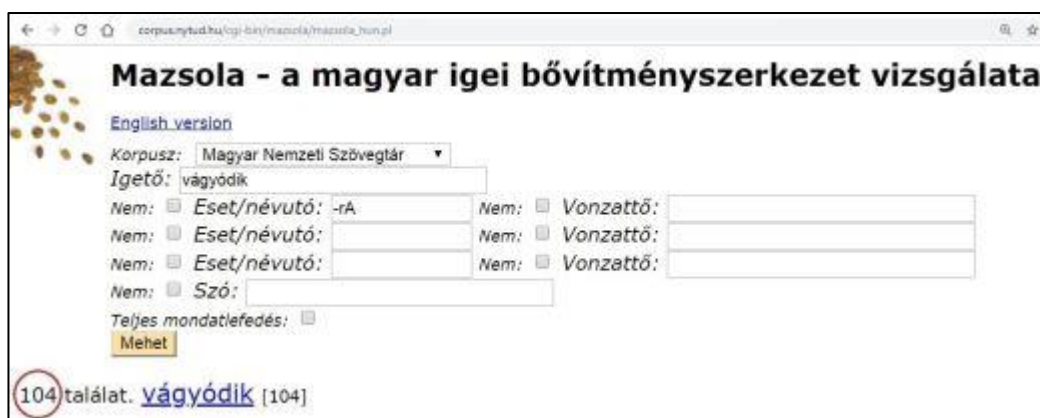 corpus.nytud.hu/cgi-bin/mazsola/mazsola_hun.pl
Mazsola - a magyar igei bővítményszerkezet vizsgálata
English version
Korpusz: Magyar Nemzeti Szövegtár
Igető: vágyódik
Nem: Eset/névutó: -rA Nem: Vonzattő:
Nem: Eset/névutó: Nem: Vonzattő:
Nem: Eset/névutó: Nem: Vonzattő:
Nem: Szó:
Teljes mondatlefedés:
Mehet
104 találat. vágyódik [104]